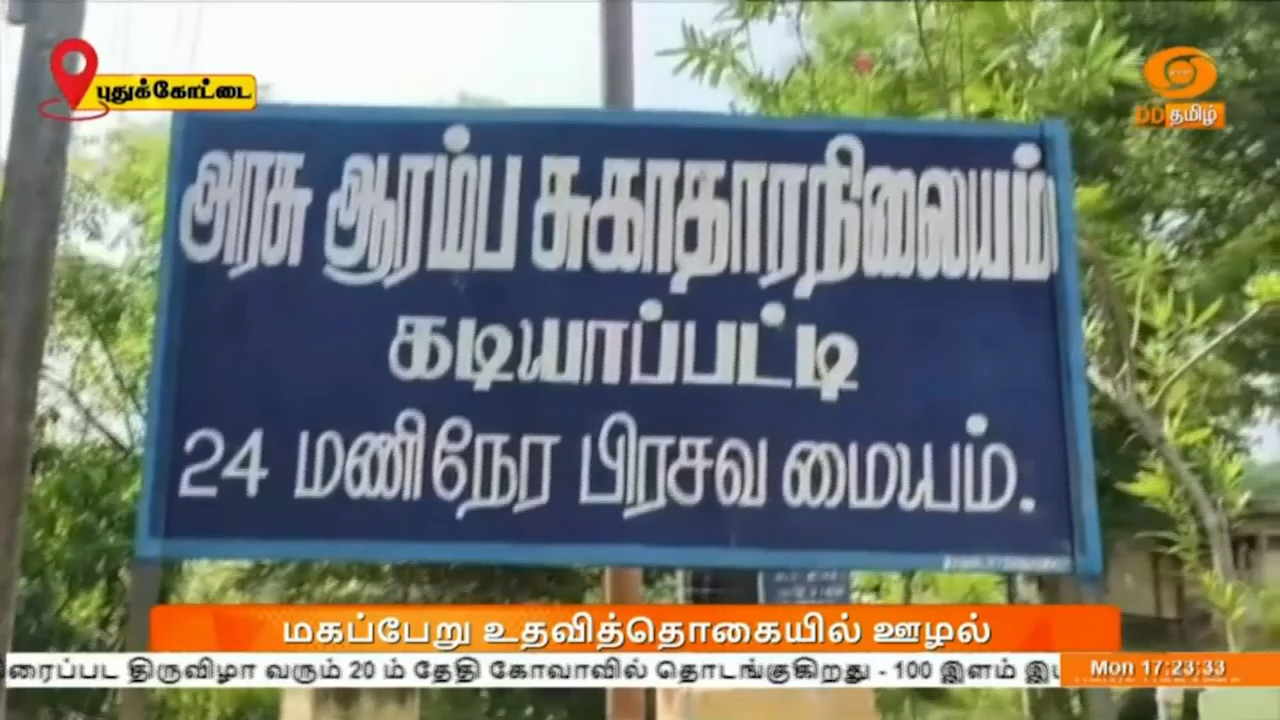 புதுக்கோட்டை
DD தமிழ்
அரசு ஆரம்ப சுகாதாரநிலையம்
கடியாப்பட்டி
24 மணிநேர பிரசவ மையம்.
மகப்பேறு உதவித்தொகையில் ஊழல்
திருவிழா வரும் 20 ம் தேதி கோவாவில் தொடங்குகிறது - 100 இளம்
Mon 17:23:33